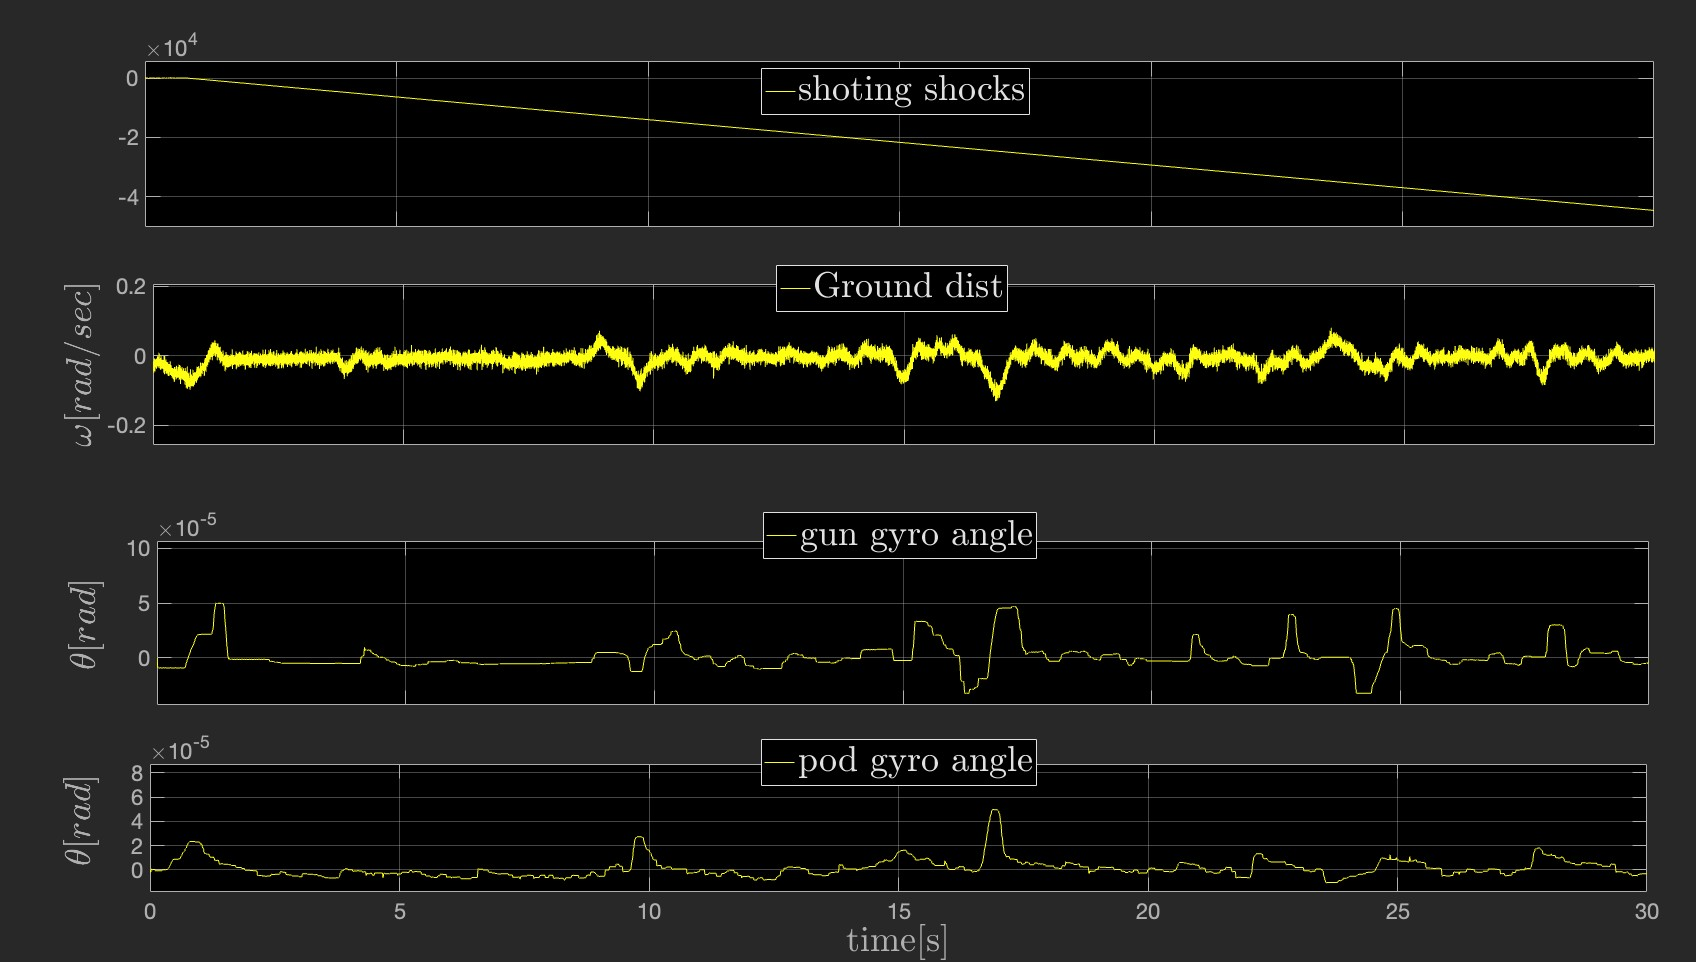 ×10⁴
shoting shocks
0
-2
-4
Ground dist
ω[rad/sec]
0.2
0
-0.2
×10⁻⁵
gun gyro angle
θ[rad]
10
5
0
×10⁻⁵
pod gyro angle
θ[rad]
8
6
4
2
0
0 5 10 15 20 25 30
time[s]